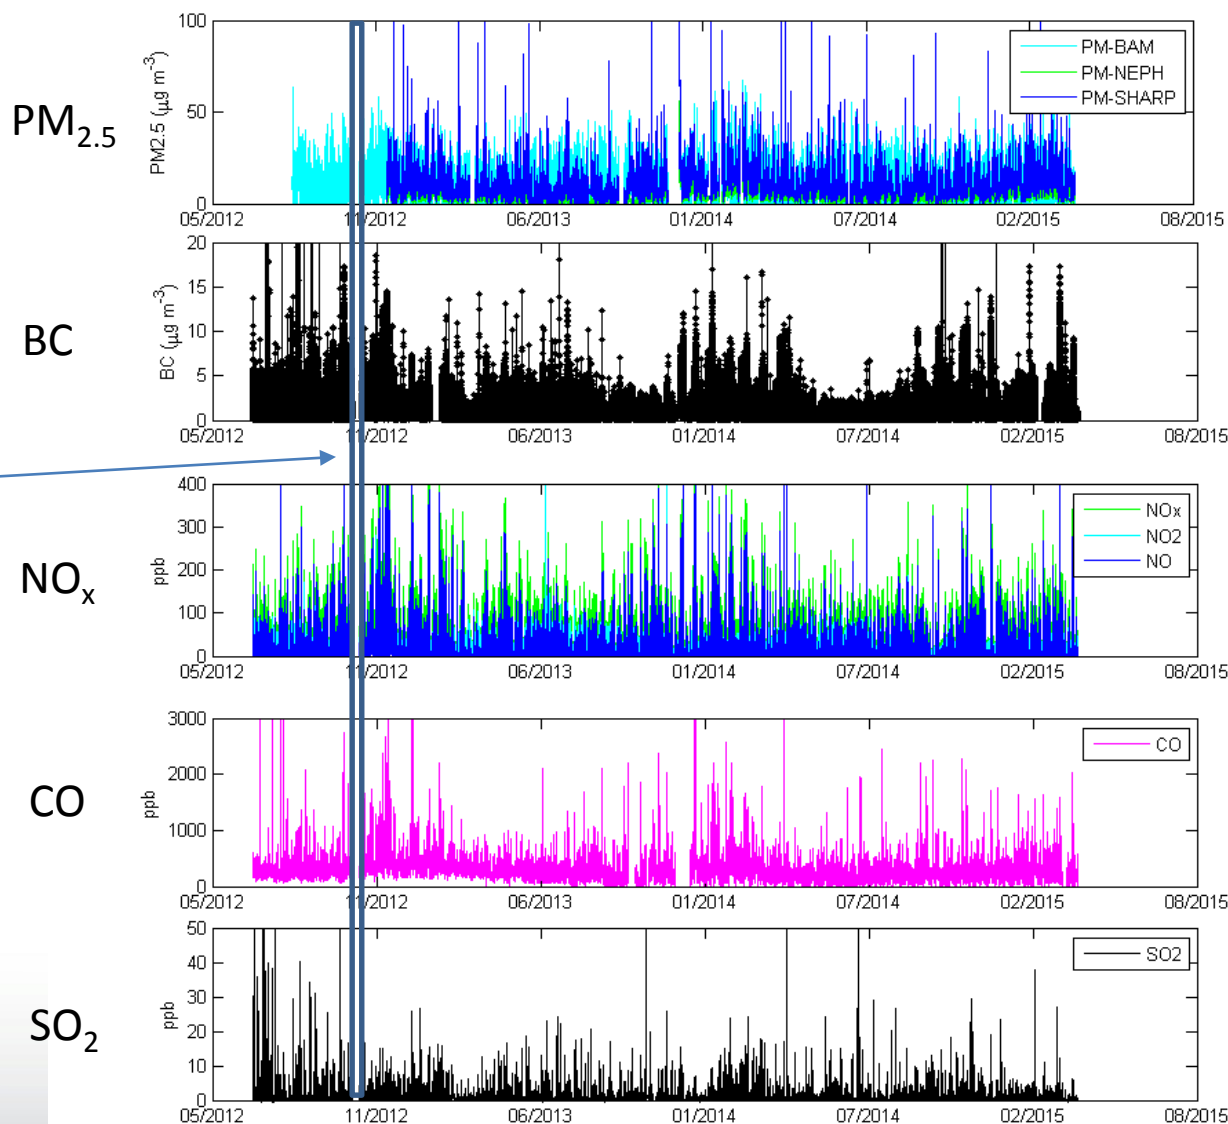 PM2.5
PM2.5 (μg m-3)
100
50
0
PM-BAM
PM-NEPH
PM-SHARP
05/2012 11/2012 06/2013 01/2014 07/2014 02/2015 08/2015
BC
BC (μg m-3)
20
15
10
5
0
05/2012 11/2012 06/2013 01/2014 07/2014 02/2015 08/2015
NOx
ppb
400
300
200
100
0
NOx
NO2
NO
05/2012 11/2012 06/2013 01/2014 07/2014 02/2015 08/2015
CO
ppb
3000
2000
1000
0
CO
05/2012 11/2012 06/2013 01/2014 07/2014 02/2015 08/2015
SO2
ppb
50
40
30
20
10
0
SO2
05/2012 11/2012 06/2013 01/2014 07/2014 02/2015 08/2015